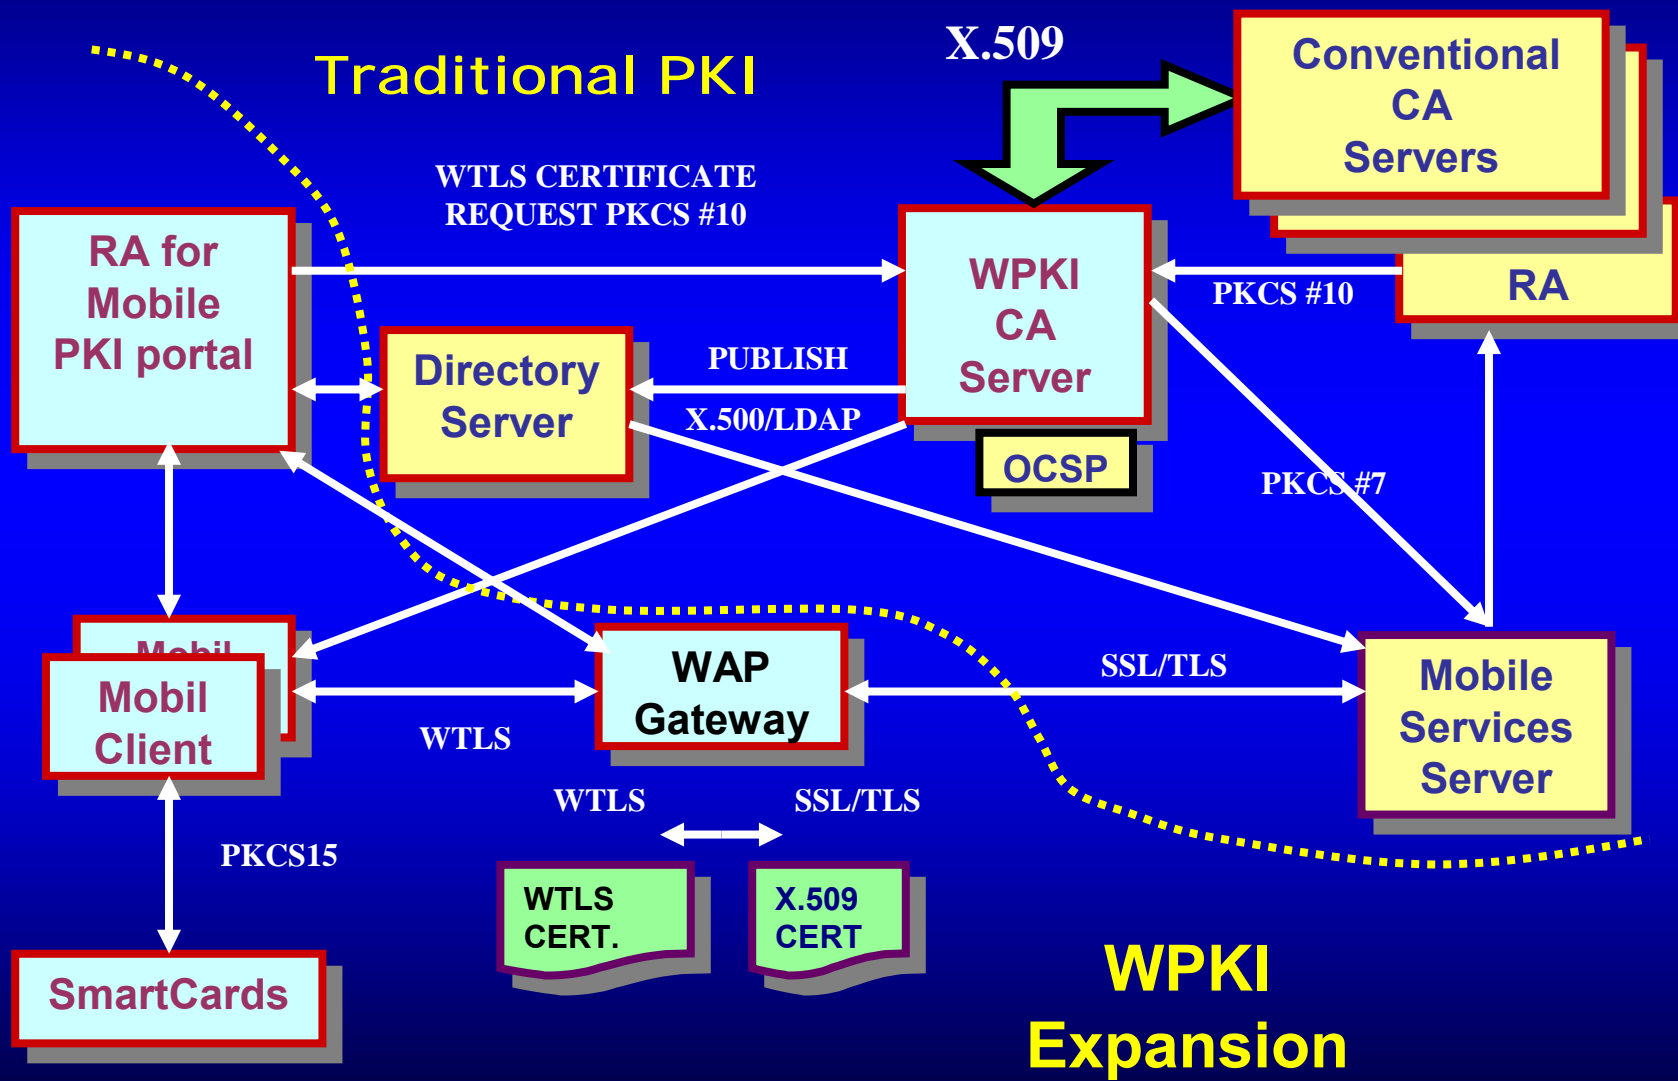 Traditional PKI
X.509
Conventional
CA
Servers
WTLS CERTIFICATE
REQUEST PKCS #10
RA for
Mobile
PKI portal
WPKI
CA
Server
PKCS #10
RA
Directory
Server
PUBLISH
X.500/LDAP
OCSP
PKCS #7
Mobil
Mobil
Client
WTLS
WAP
Gateway
SSL/TLS
Mobile
Services
Server
WTLS
SSL/TLS
PKCS15
WTLS
CERT.
X.509
CERT
SmartCards
WPKI
Expansion